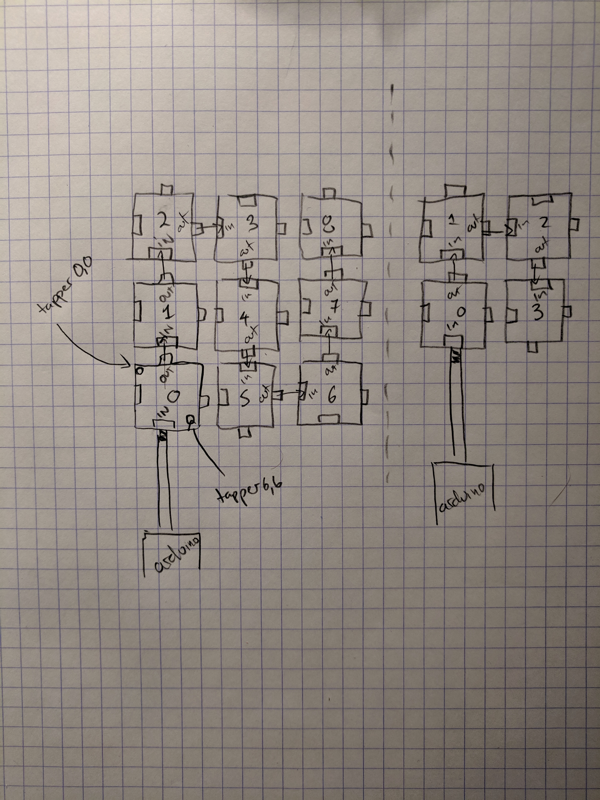 2 out in
in 3 out
8 in
1 out in
2 in out
tapper 0,0
1 out in
in 4 out
7 out in
0 out in
3 in
0 out in
in 5 out
in 6 out
tapper 6,6
arduino
arduino